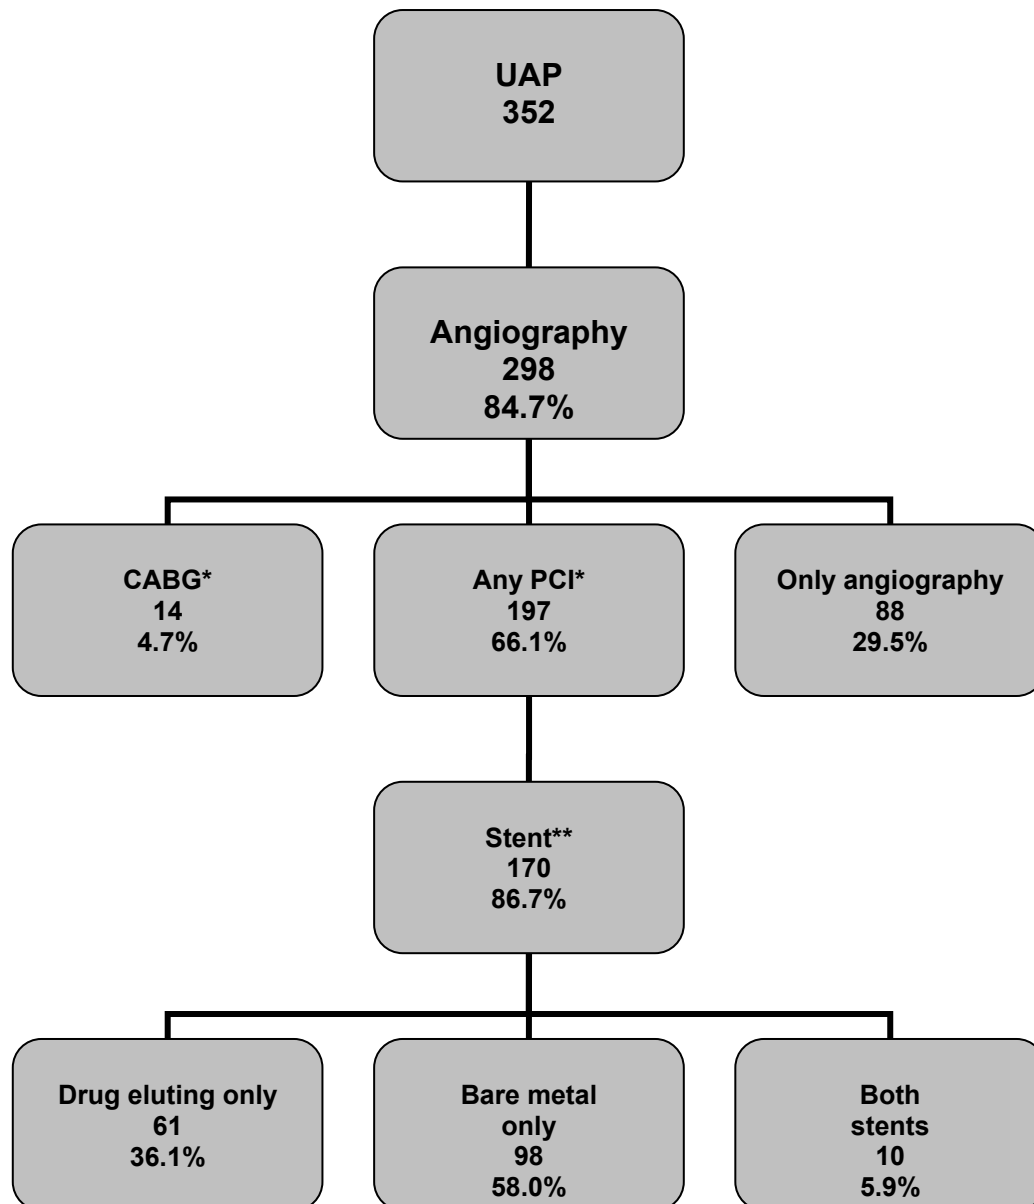 UAP
352
Angiography
298
84.7%
CABG*
14
4.7%
Any PCI*
197
66.1%
Only angiography
88
29.5%
Stent**
170
86.7%
Drug eluting only
61
36.1%
Bare metal
only
98
58.0%
Both
stents
10
5.9%